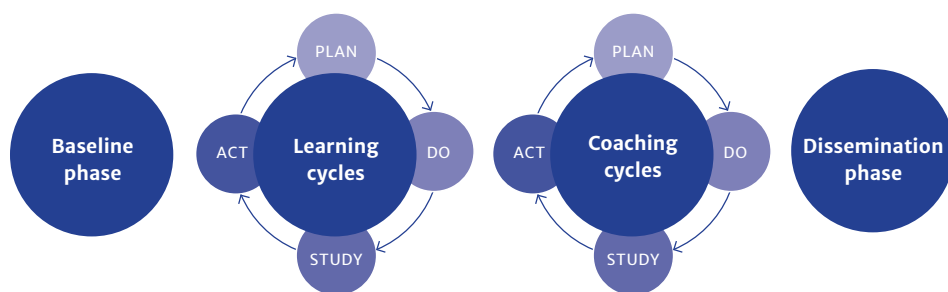 Baseline
phase
PLAN
ACT
Learning
cycles
DO
STUDY
PLAN
ACT
Coaching
cycles
DO
STUDY
Dissemination
phase